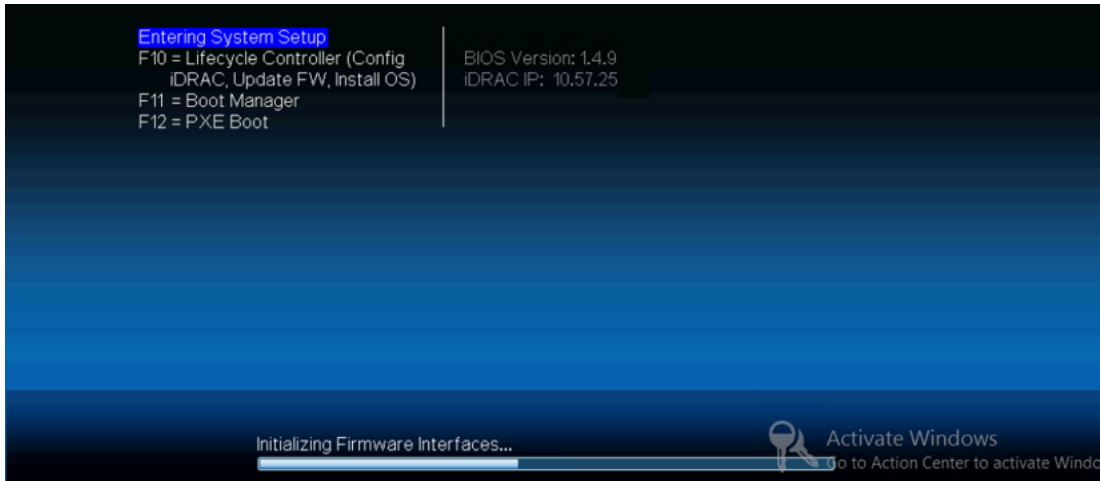 Entering System Setup
F10 = Lifecycle Controller (Config
iDRAC, Update FW, Install OS)
F11 = Boot Manager
F12 = PXE Boot
BIOS Version: 1.4.9
iDRAC IP: 10.57.25
Initializing Firmware Interfaces...
Activate Windows
Go to Action Center to activate Windo